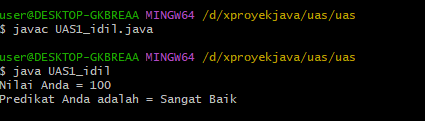 user@DESKTOP-GKBREAA MINGW64 /d/xproyekjava/uas/uas
$ javac UAS1_idil.java
user@DESKTOP-GKBREAA MINGW64 /d/xproyekjava/uas/uas
$ java UAS1_idil
Nilai Anda = 100
Predikat Anda adalah = Sangat Baik